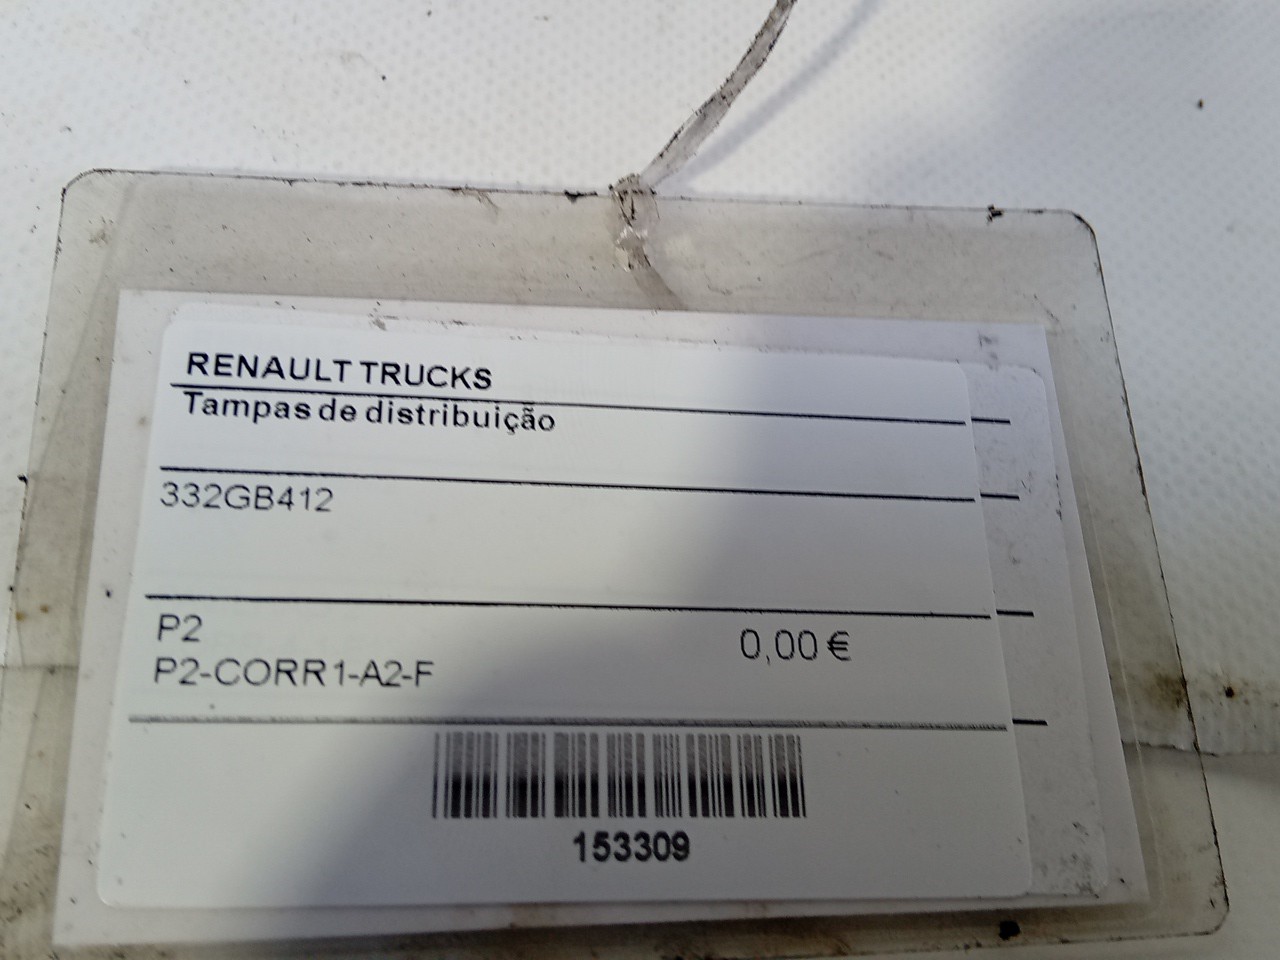 RENAULT TRUCKS
Tampas de distribuição
332GB412
P2
0,00 €
P2-CORR1-A2-F
153309